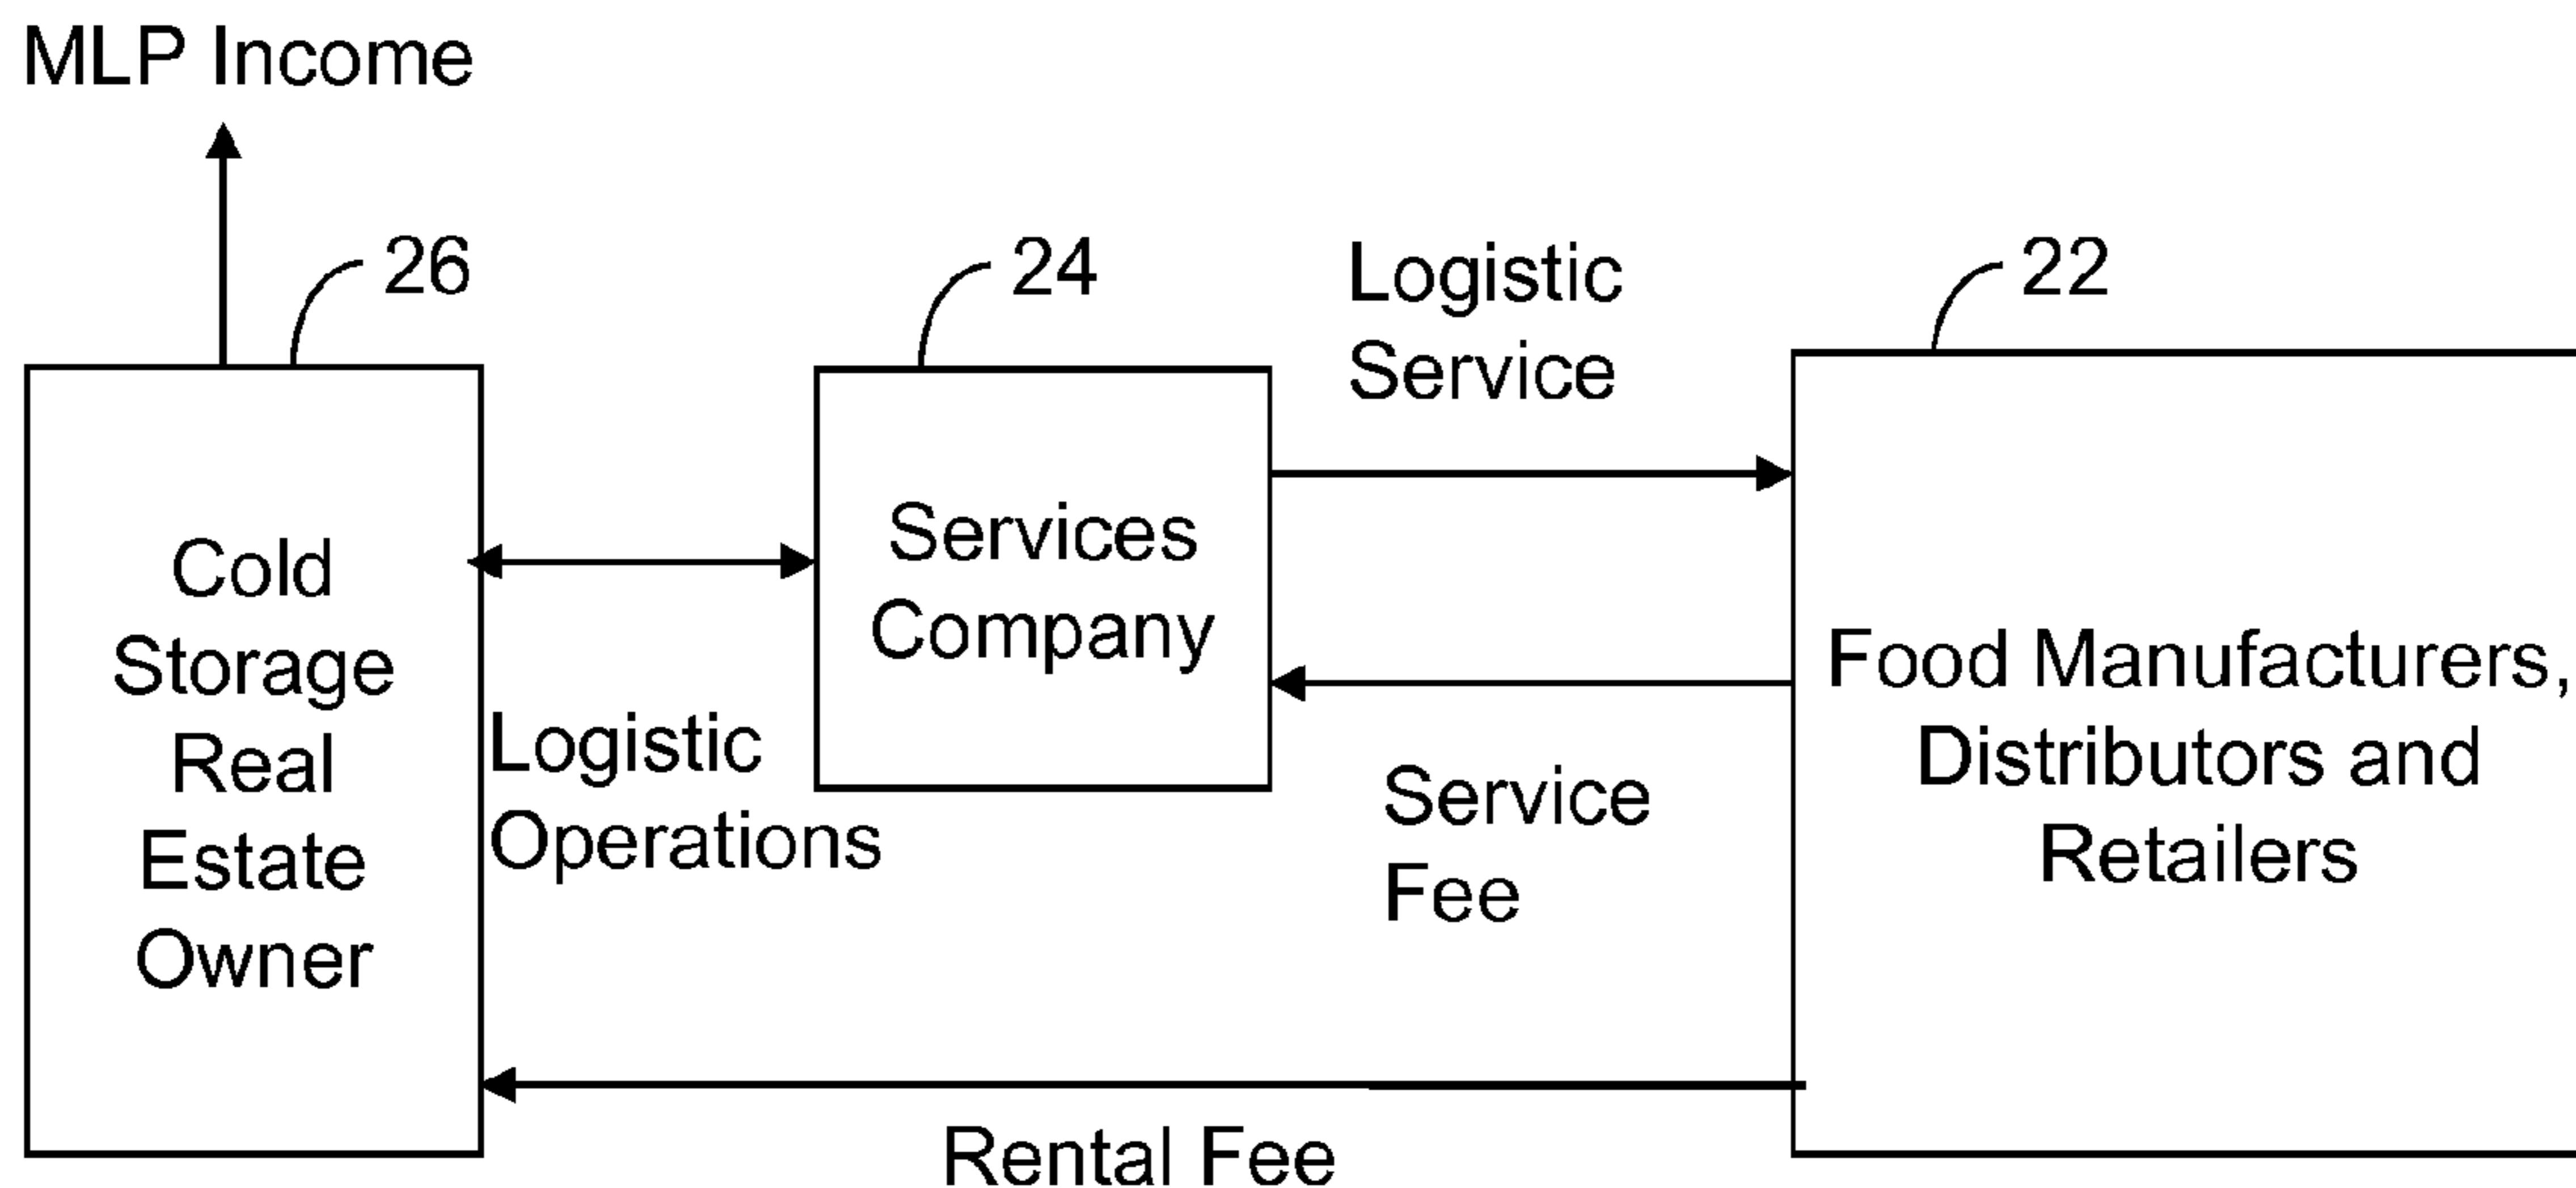 MLP Income
26
24
22
Logistic
Service
Cold
Storage
Real
Estate
Owner
Logistic
Operations
Services
Company
Service
Fee
Food Manufacturers,
Distributors and
Retailers
Rental Fee